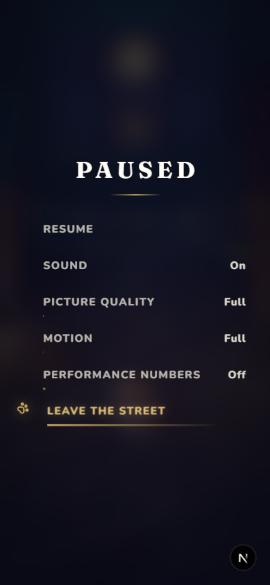 PAUSED
RESUME
SOUND On
PICTURE QUALITY Full
MOTION Full
PERFORMANCE NUMBERS Off
LEAVE THE STREET
N